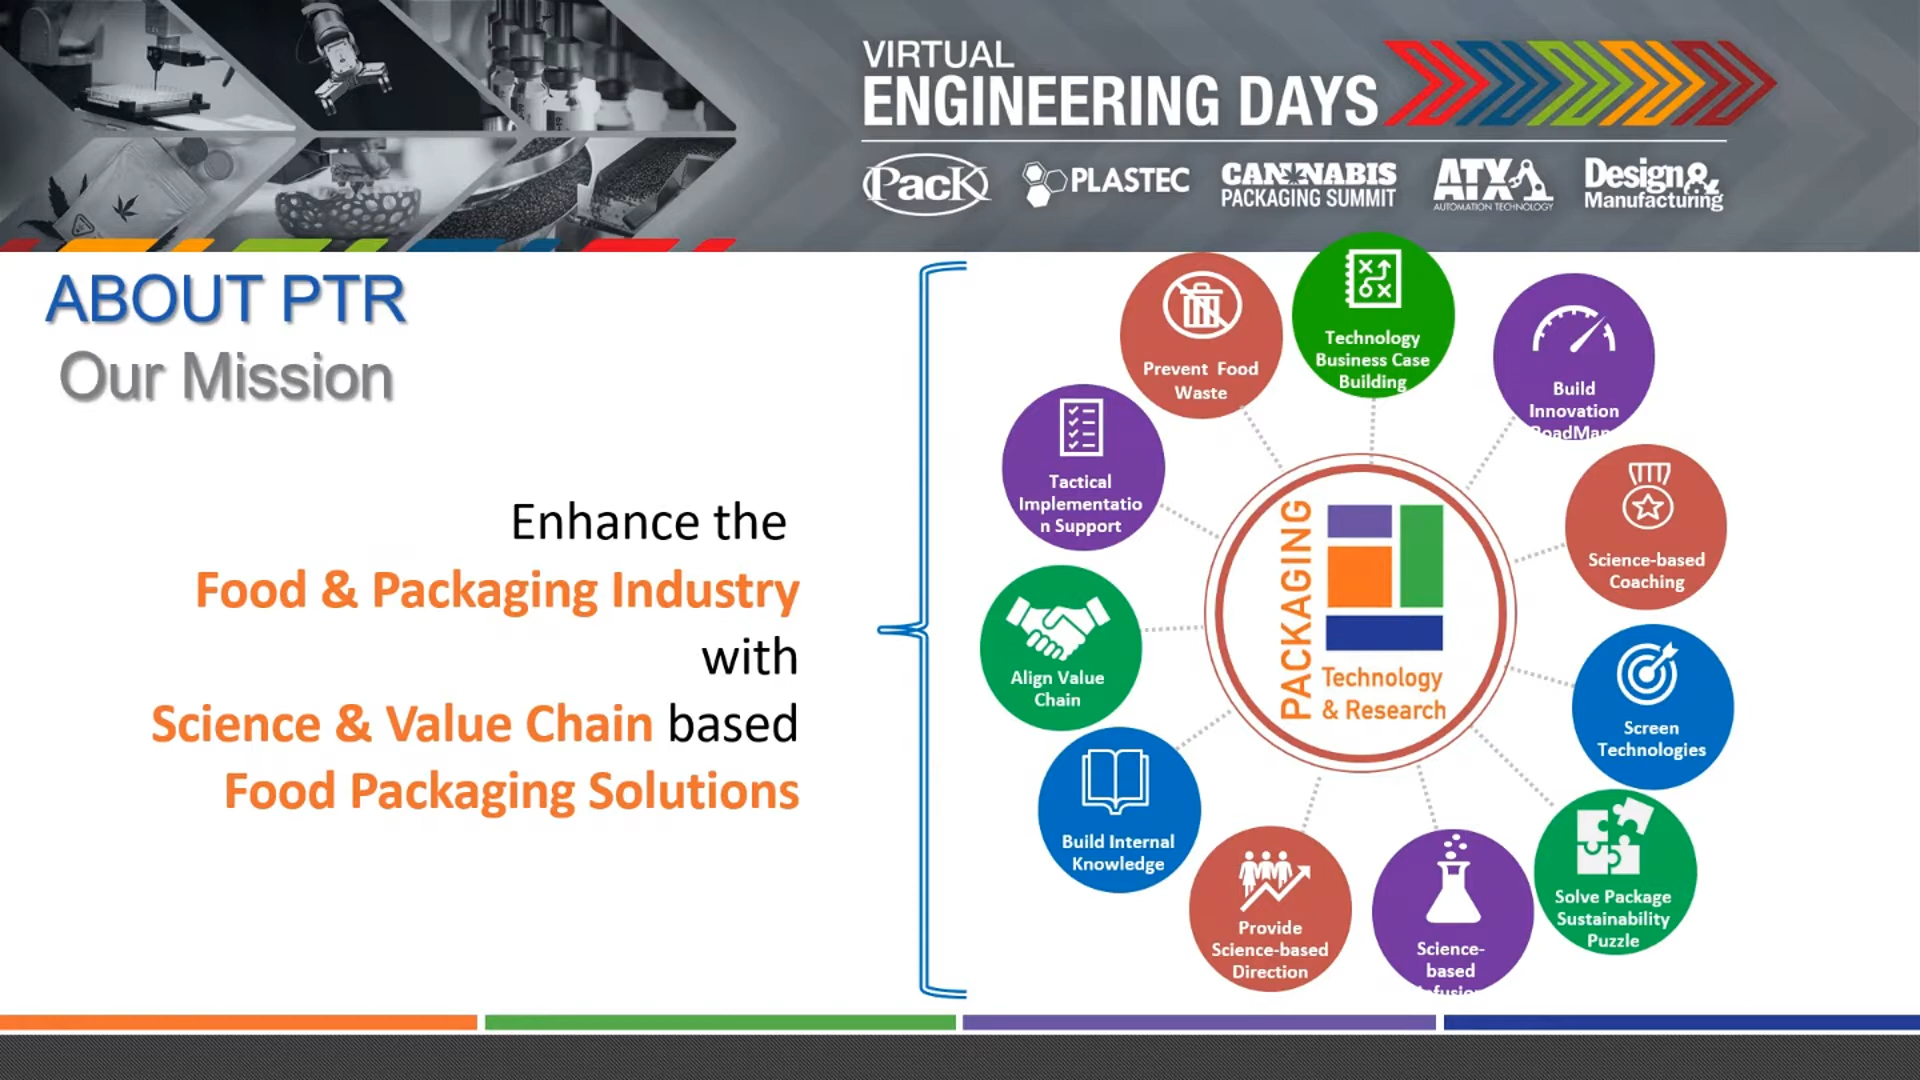 VIRTUAL
ENGINEERING DAYS
PacK
PLASTEC
CANNABIS
PACKAGING SUMMIT
ATX
AUTOMATION TECHNOLOGY
Design &
Manufacturing
ABOUT PTR
Our Mission
Enhance the
Food & Packaging Industry
with
Science & Value Chain based
Food Packaging Solutions
Prevent Food
Waste
Technology
Business Case
Building
Build
Innovation
RoadMap
Science-based
Coaching
Screen
Technologies
Solve Package
Sustainability
Puzzle
Science-
based
Provide
Science-based
Direction
Build Internal
Knowledge
Align Value
Chain
Tactical
Implementatio
n Support
PACKAGING
Technology
& Research